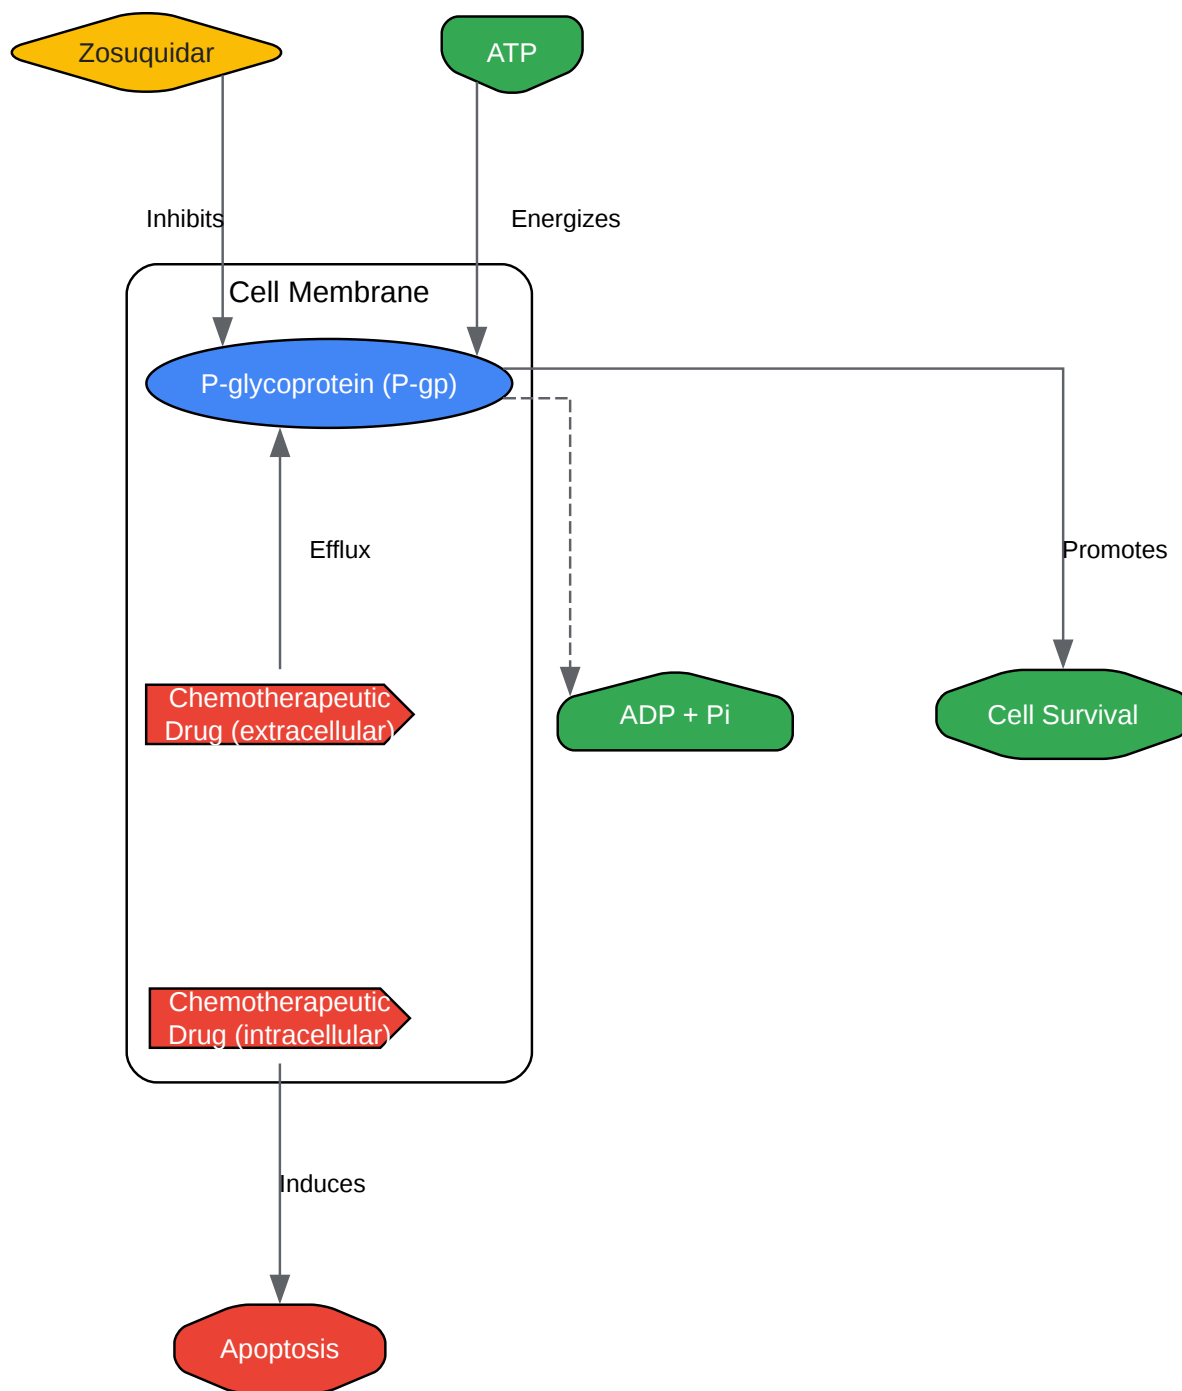 Zosuquidar
ATP
Inhibits
Energizes
Cell Membrane
P-glycoprotein (P-gp)
Efflux
Promotes
Chemotherapeutic
Drug (extracellular)
ADP + Pi
Cell Survival
Chemotherapeutic
Drug (intracellular)
Induces
Apoptosis